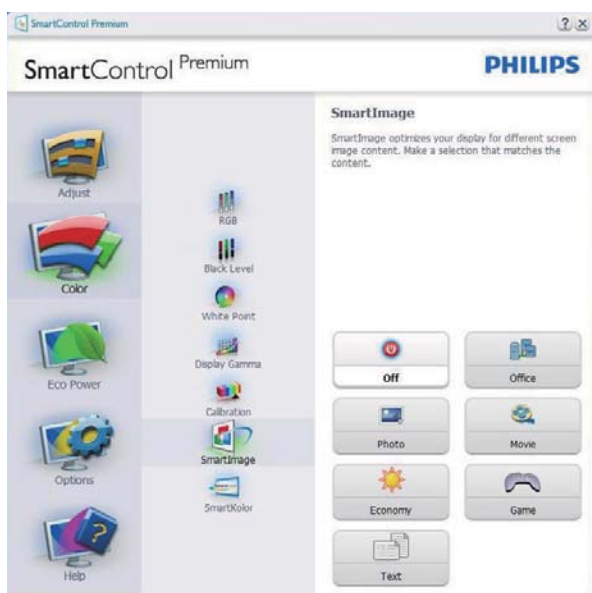 SmartControl Premium
SmartControl Premium
PHILIPS
Adjust
Color
Eco Power
Options
Help
RGB
Black Level
White Point
Display Gamma
Calibration
SmartImage
SmartKolor
SmartImage
SmartImage optimizes your display for different screen
image content. Make a selection that matches the
content.
Off
Office
Photo
Movie
Economy
Game
Text